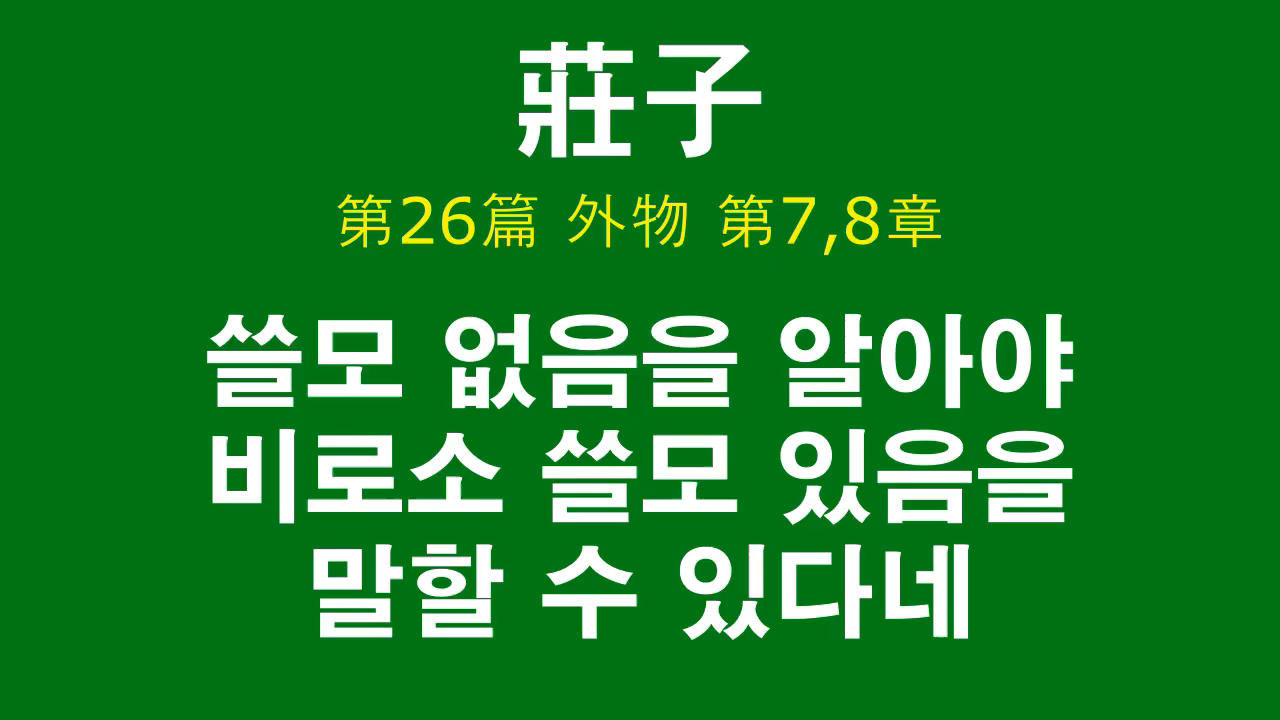 莊子
第26篇 外物 第7,8章
쓸모 없음을 알아야
비로소 쓸모 있음을
말할 수 있다네